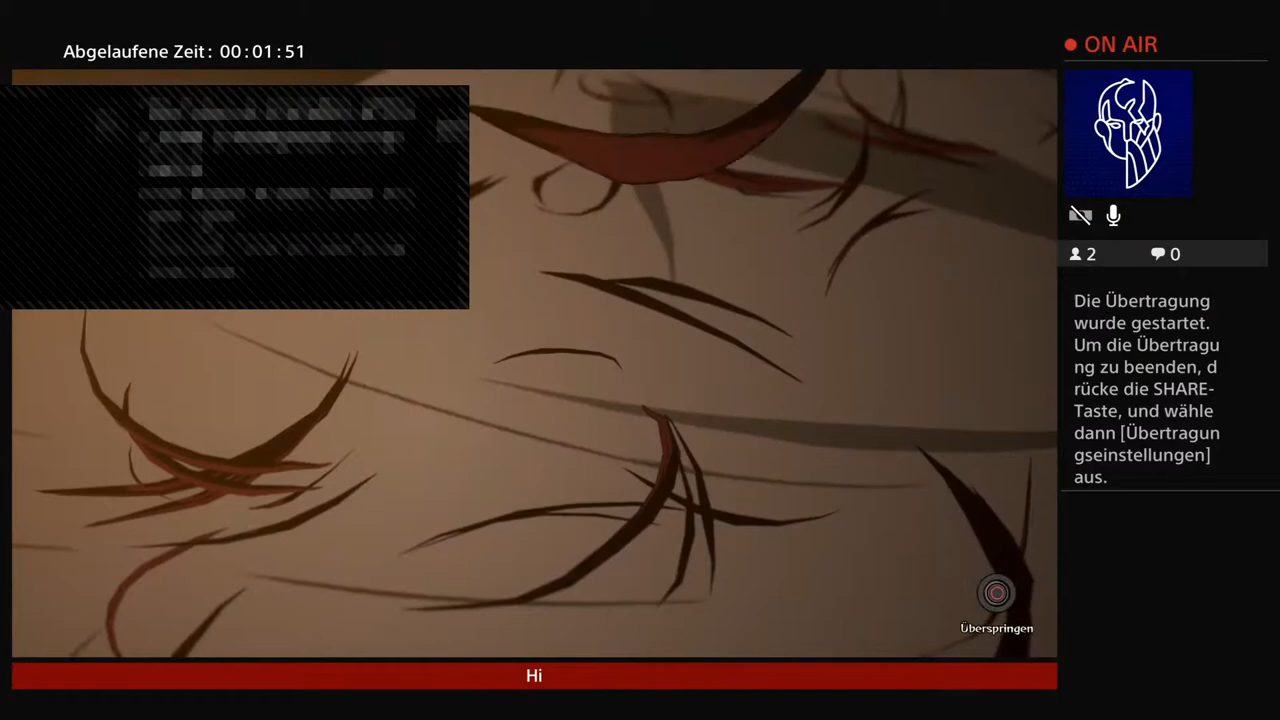 Abgelaufene Zeit: 00:01:51
ON AIR
2
0
Die Übertragung
wurde gestartet.
Um die Übertragu
ng zu beenden, d
rücke die SHARE-
Taste, und wähle
dann [Übertragun
gseinstellungen]
aus.
Überspringen
Hi